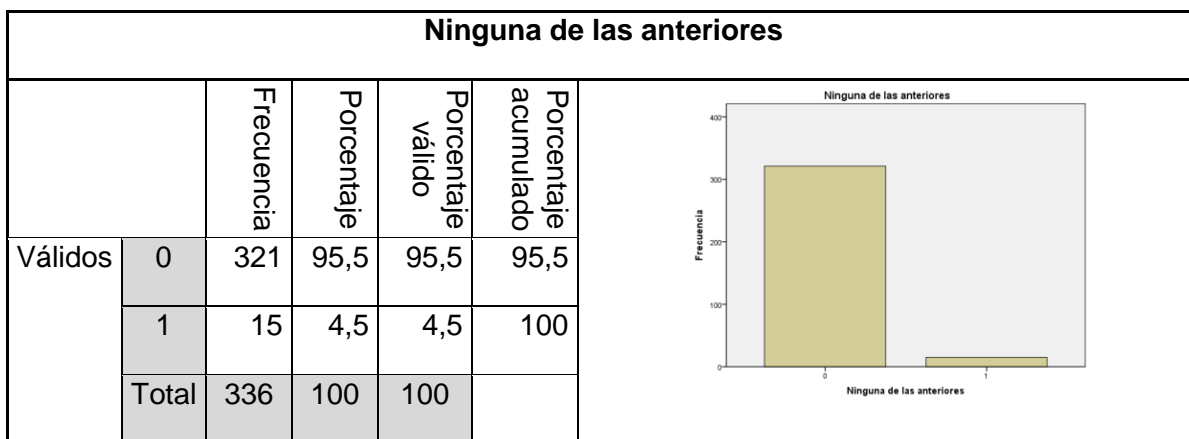 Ninguna de las anteriores
Frecuencia
Porcentaje
Porcentaje
válido
Porcentaje
acumulado
Válidos 0 321 95,5 95,5 95,5
1 15 4,5 4,5 100
Total 336 100 100
Ninguna de las anteriores
Frecuencia
400
300
200
100
0
0 1
Ninguna de las anteriores